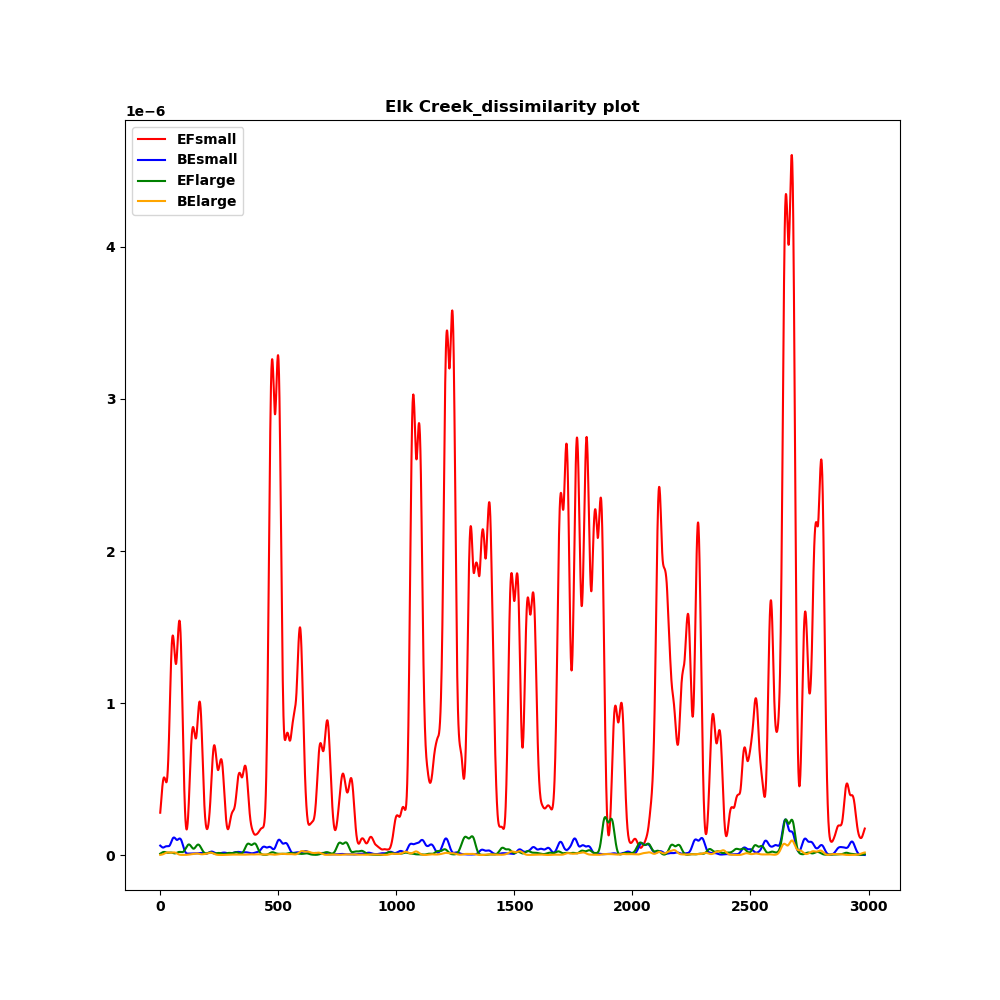 Elk Creek_dissimilarity plot
1e−6
EFsmall
BEsmall
EFlarge
BElarge
4
3
2
1
0
0 500 1000 1500 2000 2500 3000